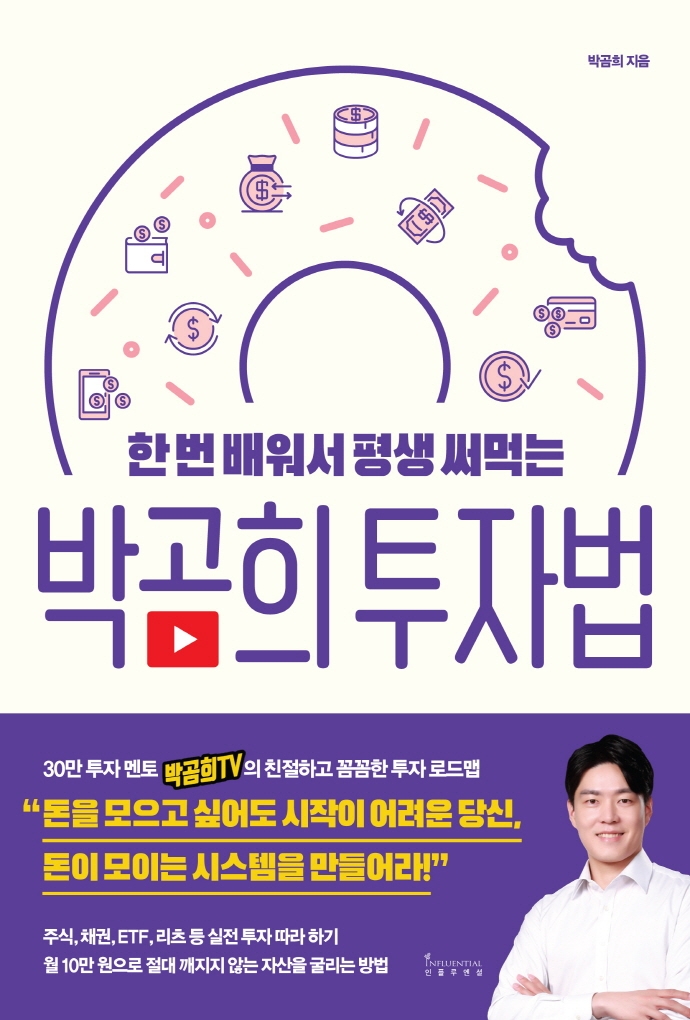 박곰희 지음
한 번 배워서 평생 써먹는
박곰희 투자법
30만 투자 멘토 박곰희TV의 친절하고 꼼꼼한 투자 로드맵
“돈을 모으고 싶어도 시작이 어려운 당신,
돈이 모이는 시스템을 만들어라!”
주식, 채권, ETF, 리츠 등 실전 투자 따라 하기
월 10만 원으로 절대 깨지지 않는 자산을 굴리는 방법
INFLUENTIAL
인플루엔셜